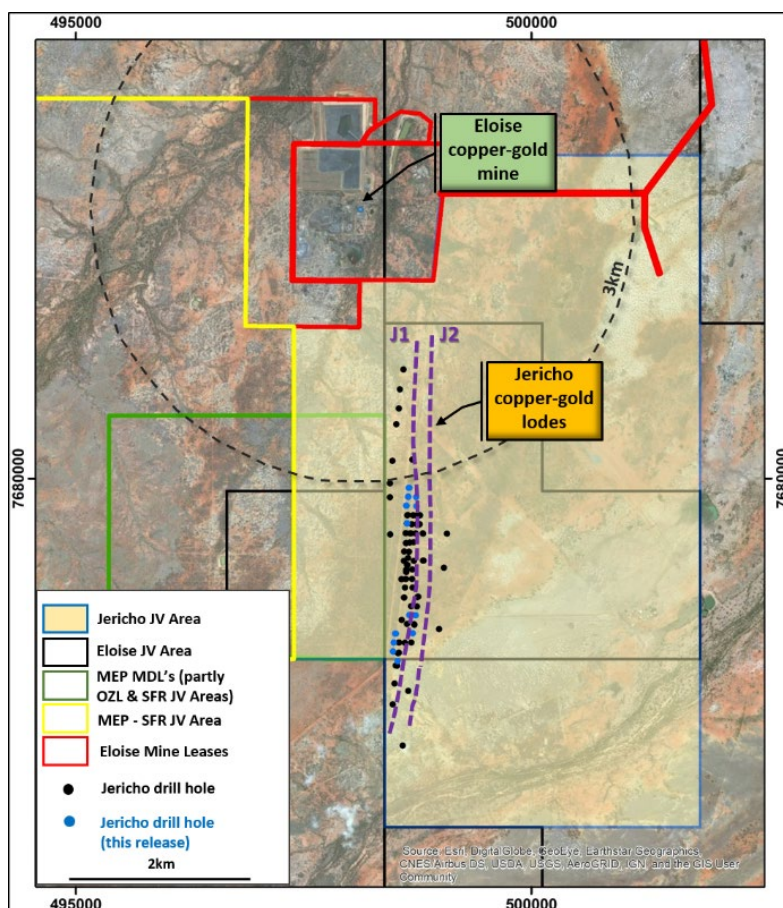 495000
500000
Eloise
copper-gold
mine
3km
J1
J2
Jericho
copper-gold
lodes
7680000
7680000
Jericho JV Area
Eloise JV Area
MEP MDL's (partly
OZL & SFR JV Areas)
MEP - SFR JV Area
Eloise Mine Leases
Jericho drill hole
Jericho drill hole
(this release)
2km
Source: Esri, DigitalGlobe, GeoEye, Earthstar Geographics,
CNES/Airbus DS, USDA, USGS, AeroGRID, IGN, and the GIS User
Community
495000
500000